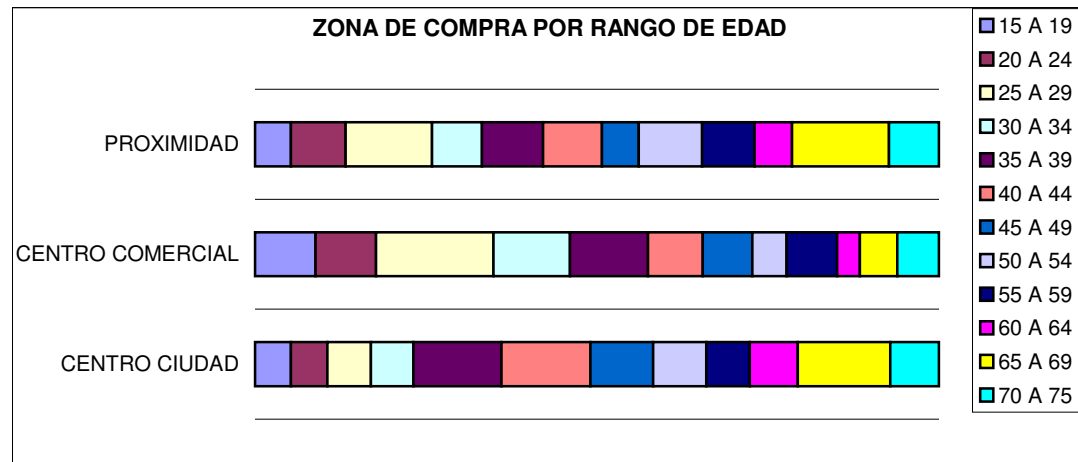 ZONA DE COMPRA POR RANGO DE EDAD
PROXIMIDAD
CENTRO COMERCIAL
CENTRO CIUDAD
15 A 19
20 A 24
25 A 29
30 A 34
35 A 39
40 A 44
45 A 49
50 A 54
55 A 59
60 A 64
65 A 69
70 A 75